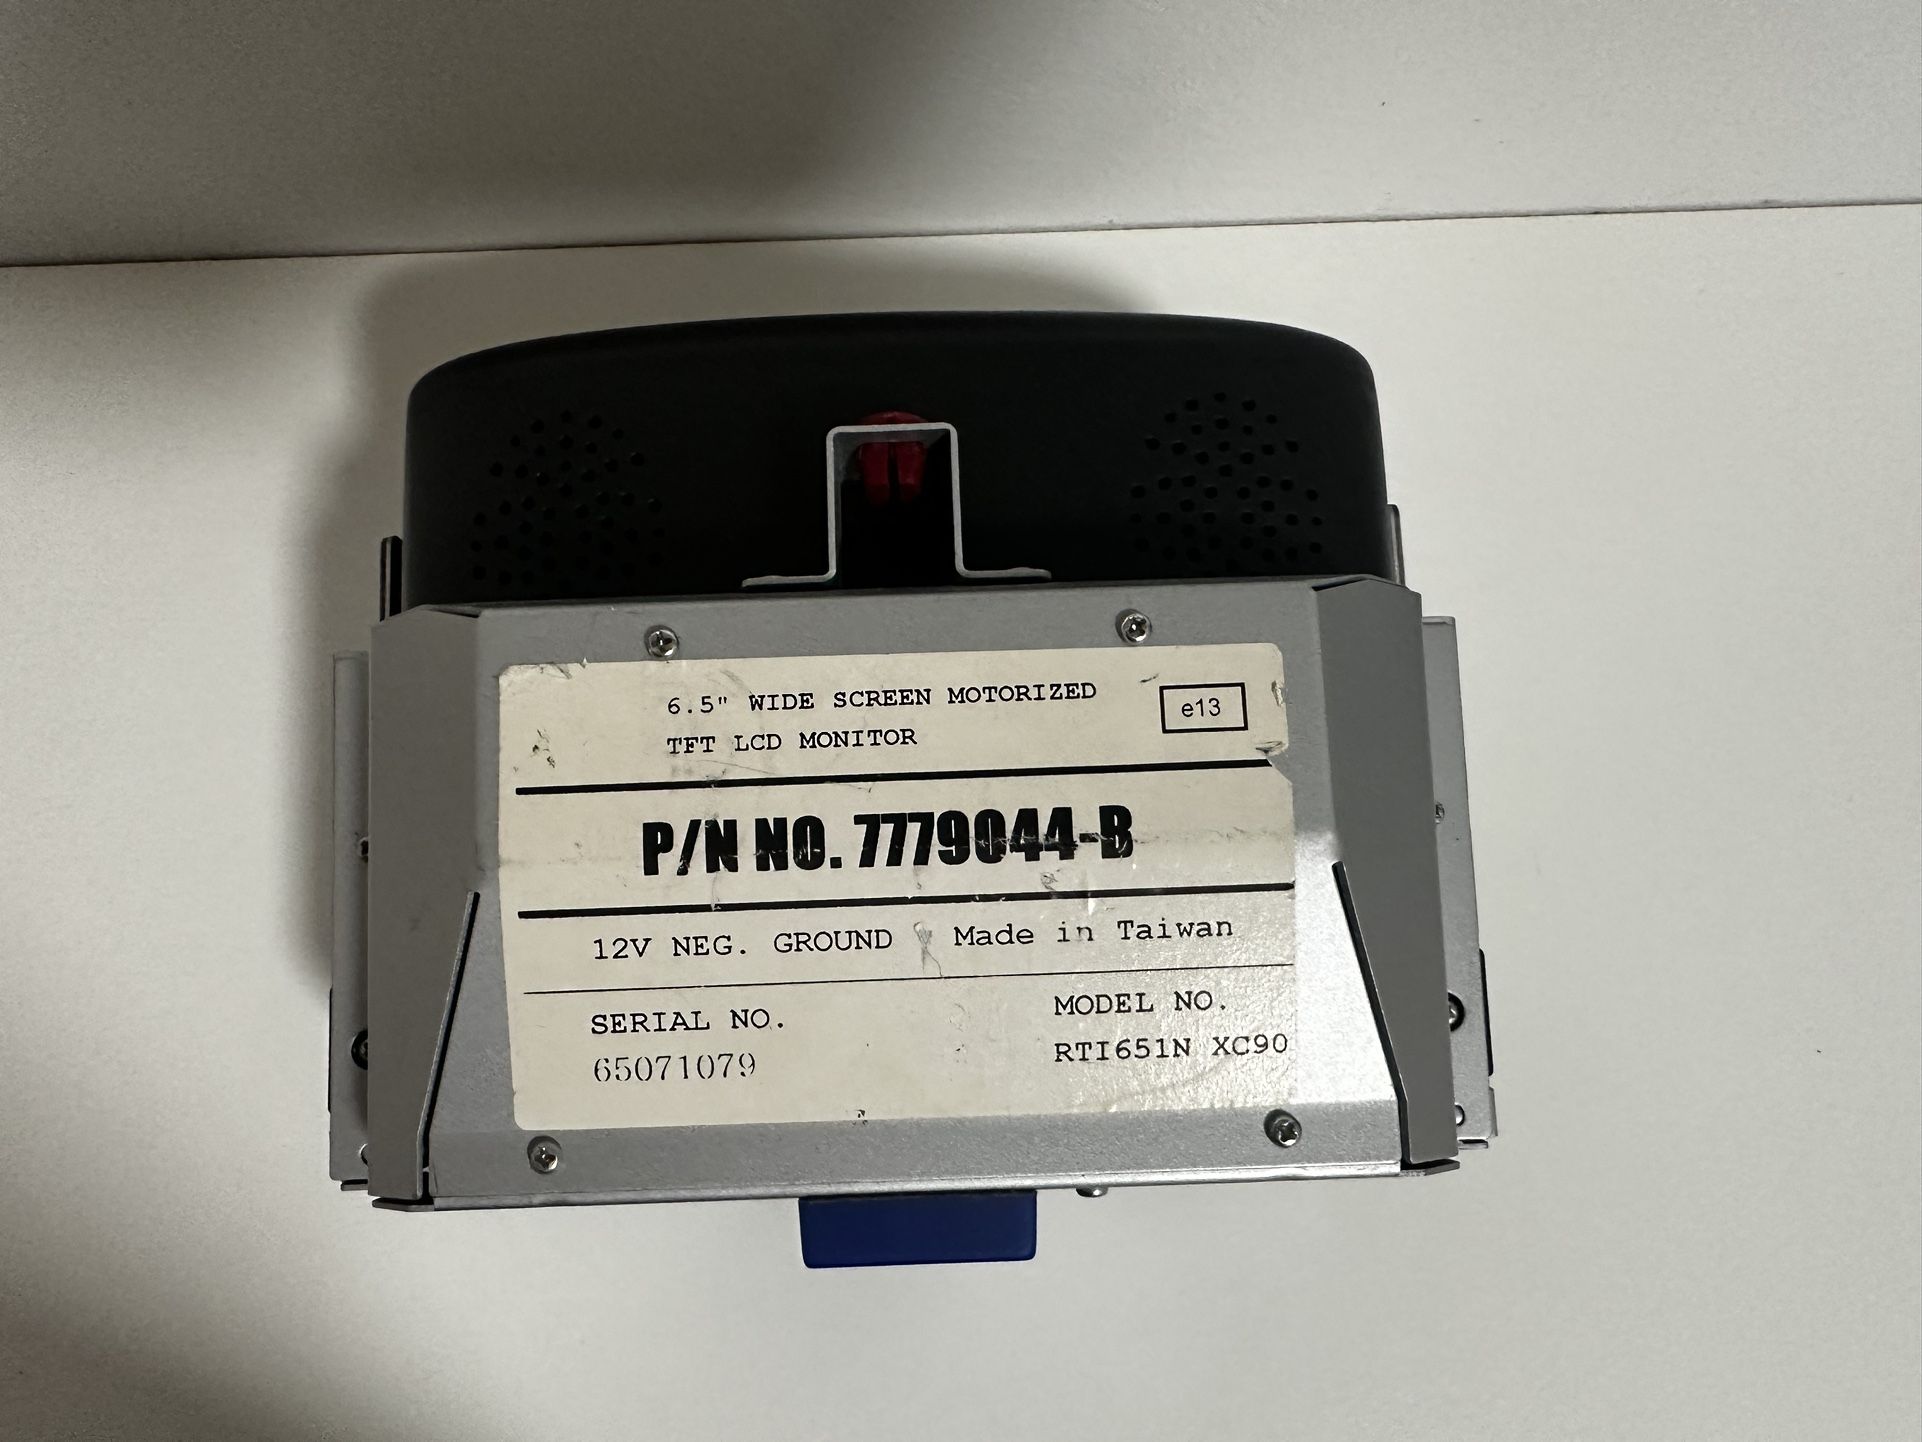 6.5" WIDE SCREEN MOTORIZED
TFT LCD MONITOR
e13
P/N NO. 7779044-B
12V NEG. GROUND Made in Taiwan
SERIAL NO.
65071079
MODEL NO.
RTI651N XC90